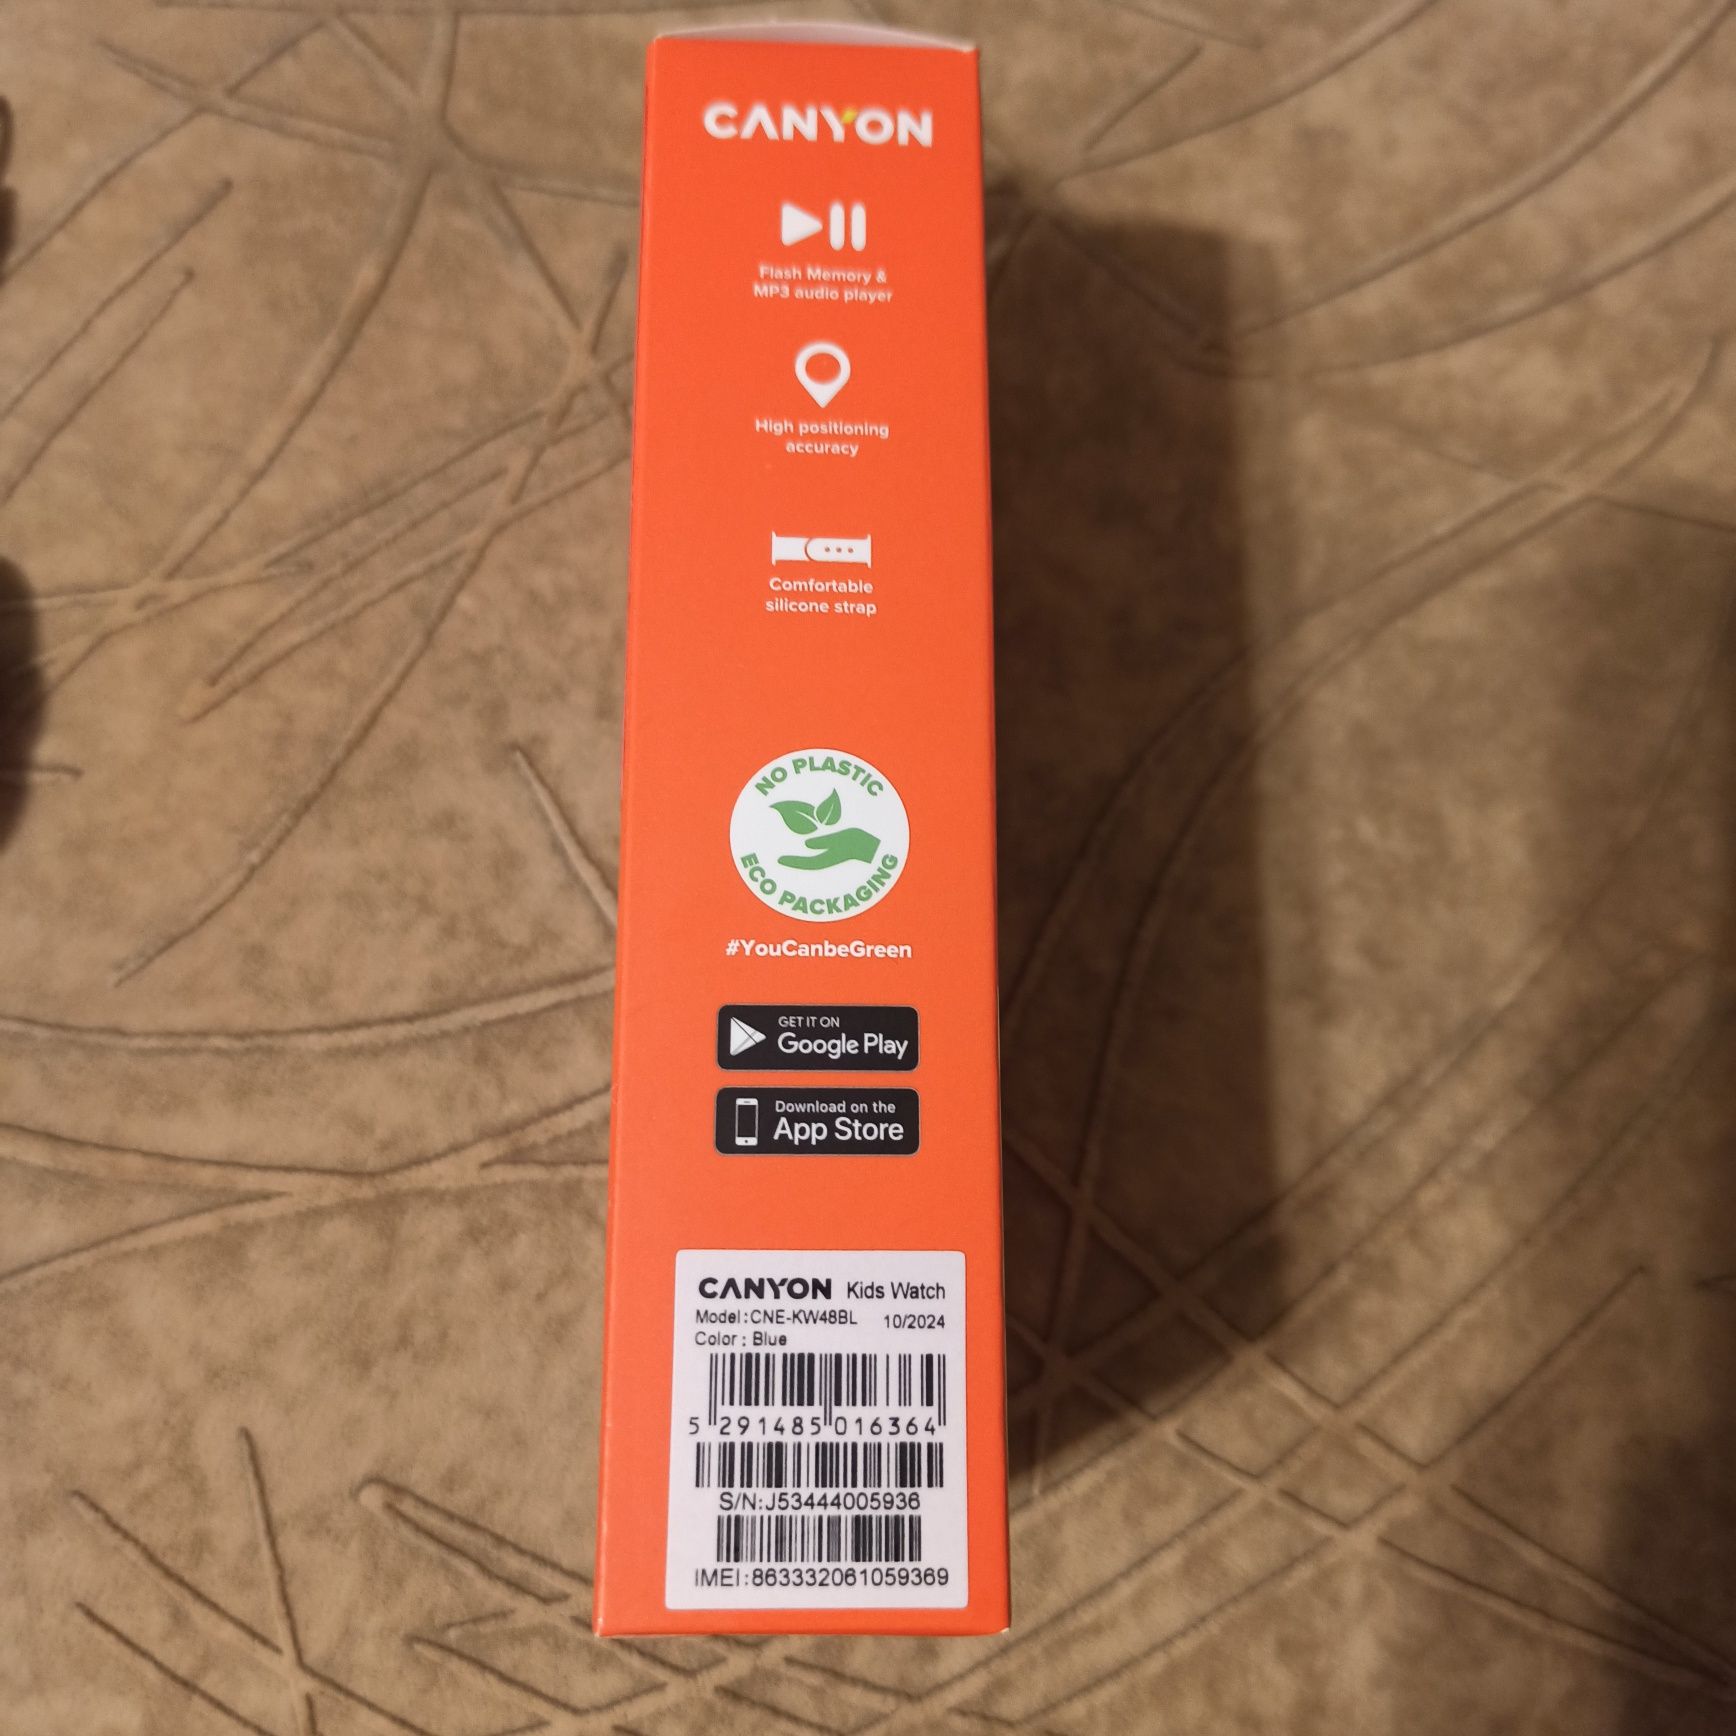 CANYON
Flash Memory &
MP3 audio player
High positioning
accuracy
Comfortable
silicone strap
NO PLASTIC
ECO PACKAGING
#YouCanbeGreen
GET IT ON
Google Play
Download on the
App Store
CANYON Kids Watch
Model:CNE-KW48BL 10/2024
Color: Blue
5 291485 016364
S/N:J53444005936
IMEI:863332061059369